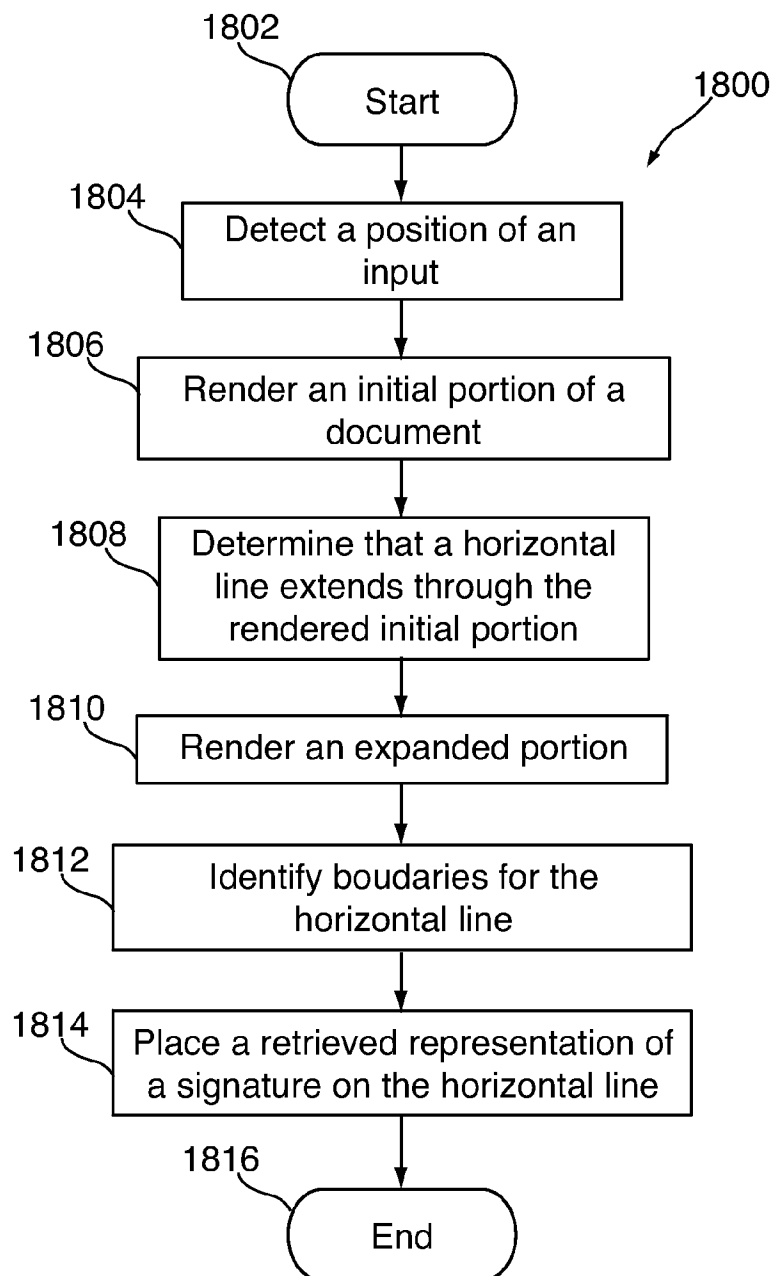 1802
Start
1800
1804
Detect a position of an
input
1806
Render an initial portion of a
document
1808
Determine that a horizontal
line extends through the
rendered initial portion
1810
Render an expanded portion
1812
Identify boudaries for the
horizontal line
1814
Place a retrieved representation of
a signature on the horizontal line
1816
End